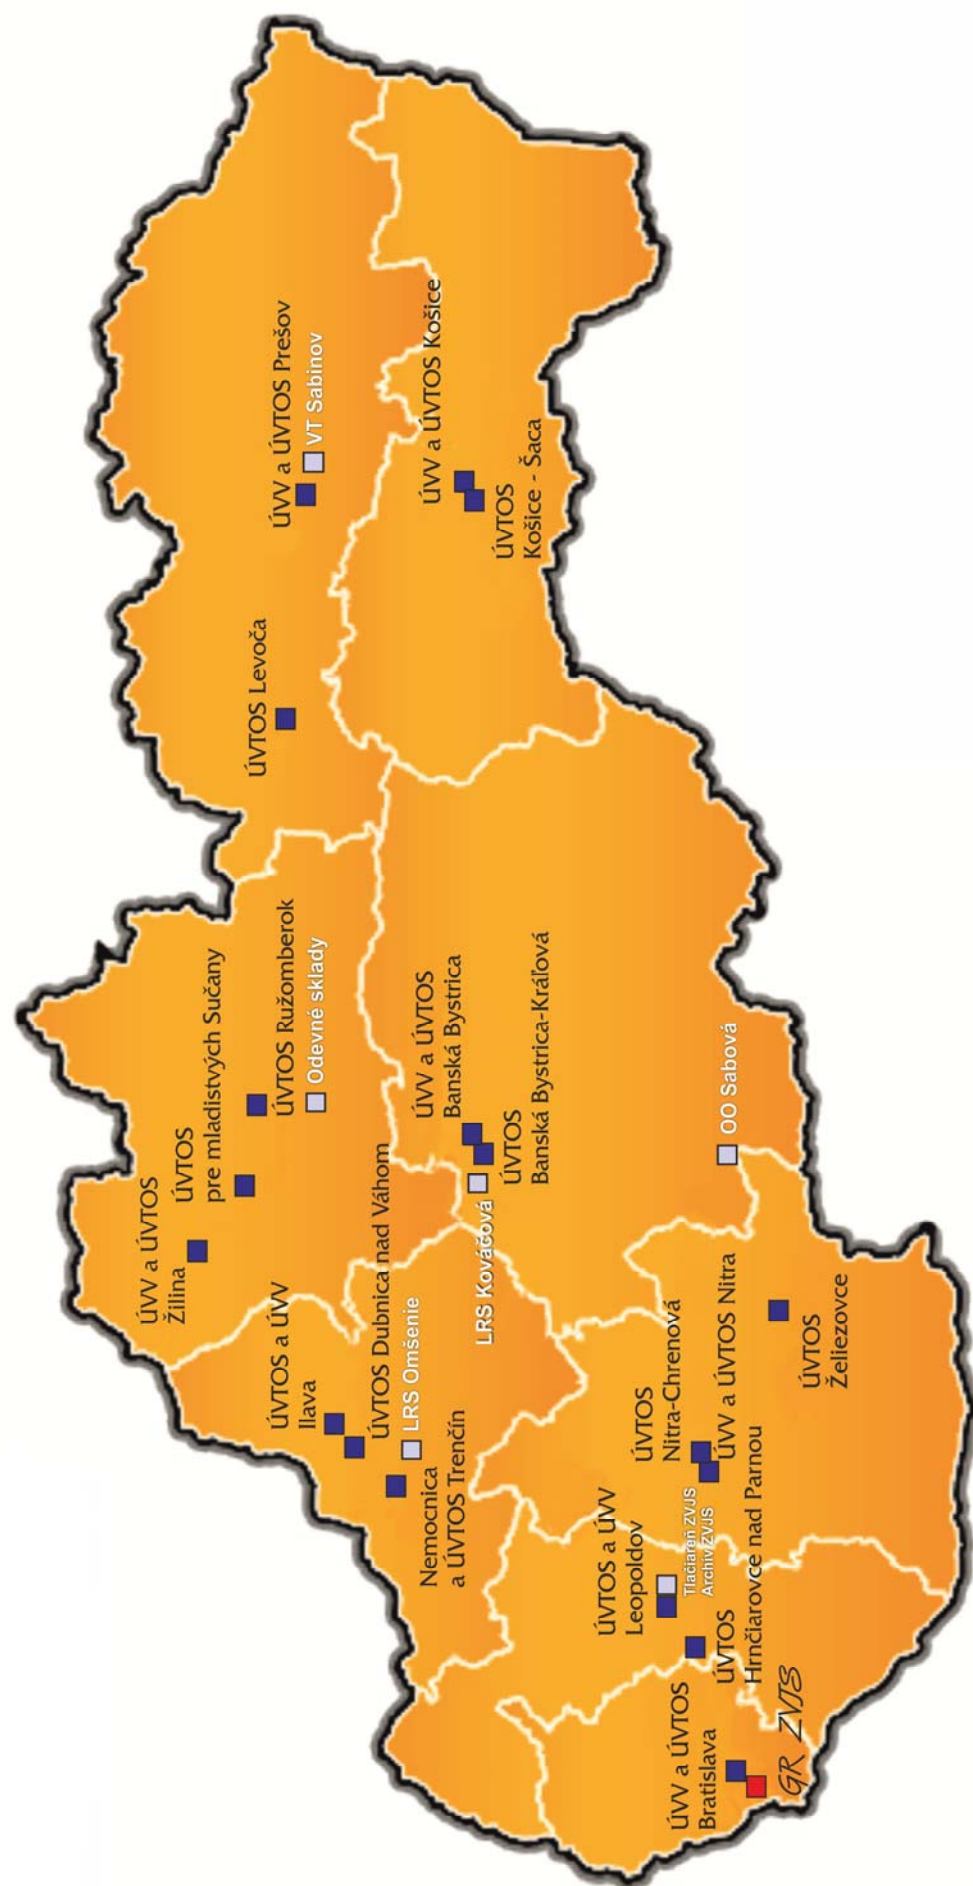 ÚVV a ÚVTOS
Žilina
ÚVTOS
pre mladistvých Sučany
ÚVTOS Ružomberok
Odevné sklady
ÚVTOS Levoča
ÚVV a ÚVTOS Prešov
VT Sabinov
ÚVTOS a ÚVV
Ilava
ÚVTOS Dubnica nad Váhom
LRS Omšenie
Nemocnica
a ÚVTOS Trenčín
ÚVV a ÚVTOS
Banská Bystrica
LRS Kováčová
ÚVTOS
Banská Bystrica-Kráľová
ÚVV a ÚVTOS Košice
ÚVTOS
Košice - Šaca
ÚVTOS a ÚVV
Leopoldov
Tlačiareň ZVJS
Archív ZVJS
ÚVTOS
Nitra-Chrenová
ÚVV a ÚVTOS Nitra
OO Sabová
ÚVTOS
Želiezovce
ÚVTOS
Hrnčiarovce nad Parnou
ÚVV a ÚVTOS
Bratislava
GR ZVJS